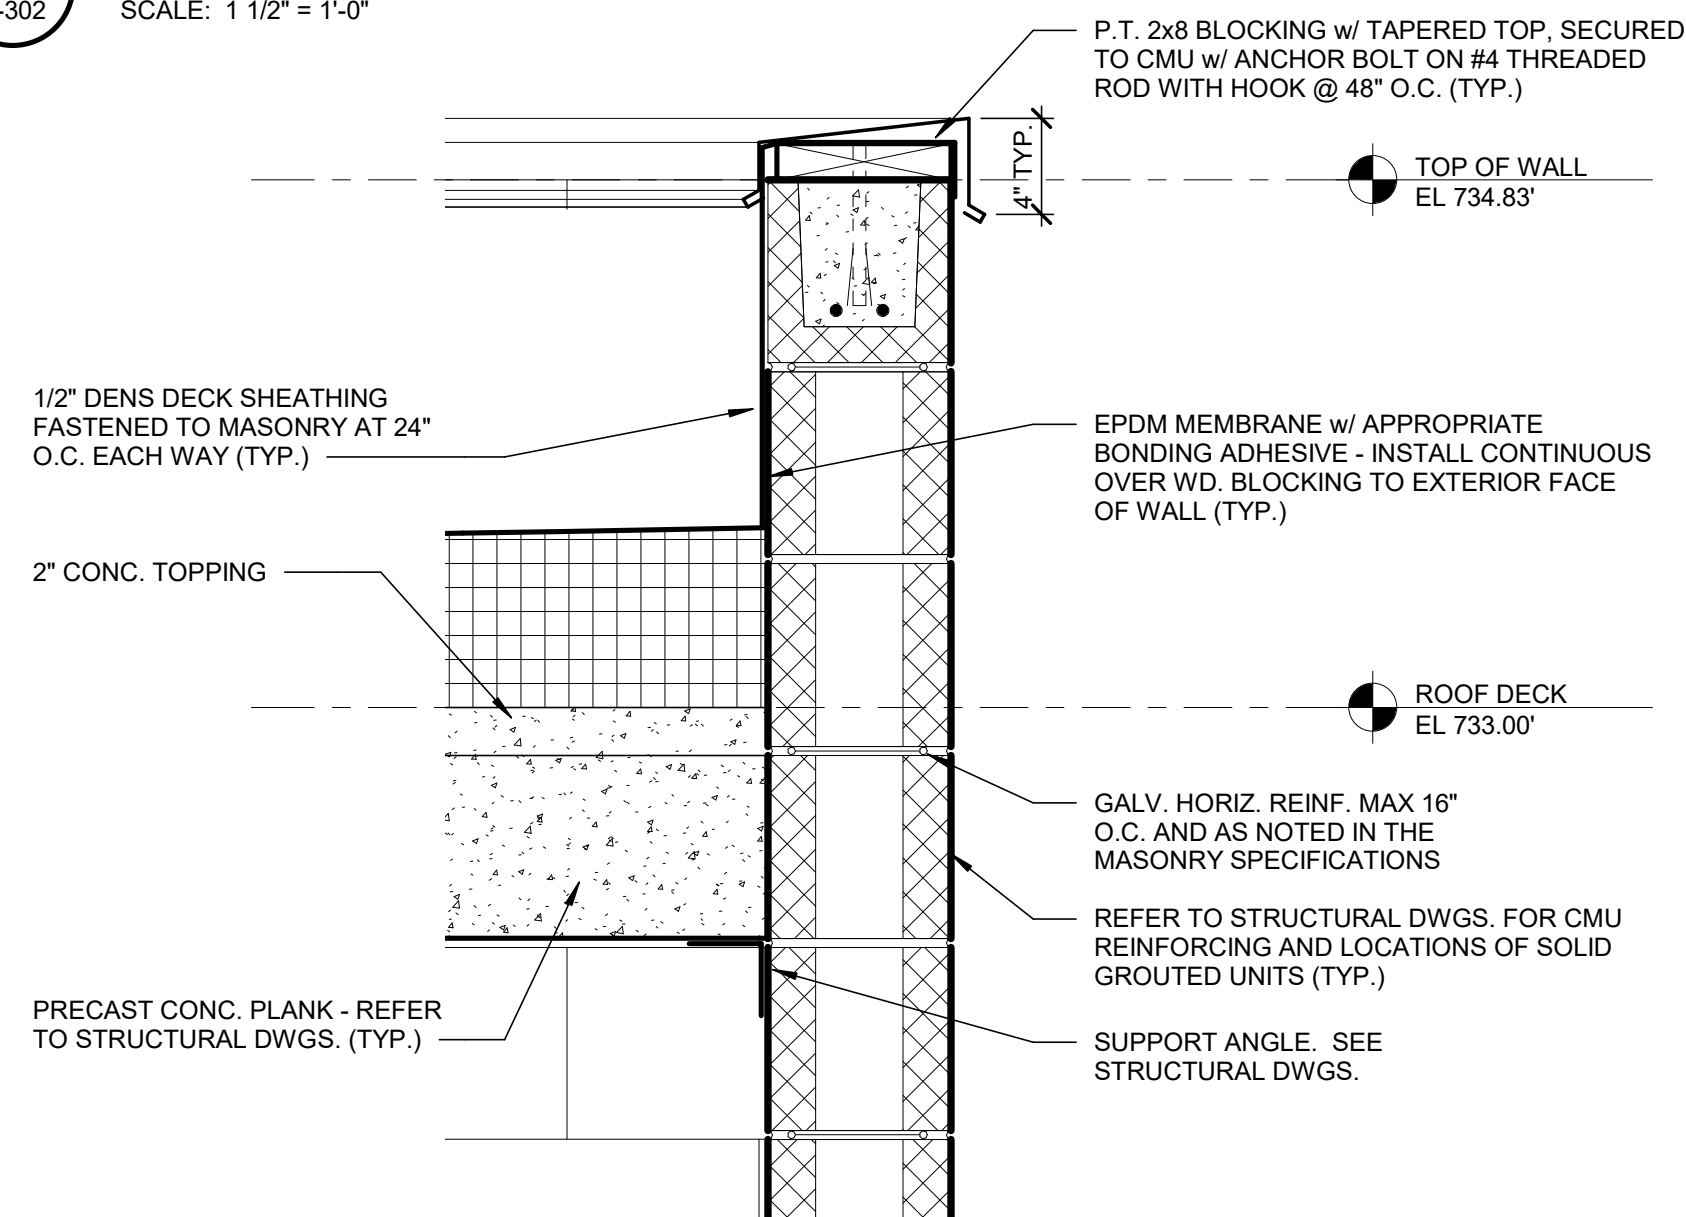 -302
SCALE: 1 1/2" = 1'-0"
P.T. 2x8 BLOCKING w/ TAPERED TOP, SECURED
TO CMU w/ ANCHOR BOLT ON #4 THREADED
ROD WITH HOOK @ 48" O.C. (TYP.)
4" TYP.
TOP OF WALL
EL 734.83'
1/2" DENS DECK SHEATHING
FASTENED TO MASONRY AT 24"
O.C. EACH WAY (TYP.)
EPDM MEMBRANE w/ APPROPRIATE
BONDING ADHESIVE - INSTALL CONTINUOUS
OVER WD. BLOCKING TO EXTERIOR FACE
OF WALL (TYP.)
2" CONC. TOPPING
ROOF DECK
EL 733.00'
GALV. HORIZ. REINF. MAX 16"
O.C. AND AS NOTED IN THE
MASONRY SPECIFICATIONS
REFER TO STRUCTURAL DWGS. FOR CMU
REINFORCING AND LOCATIONS OF SOLID
GROUTED UNITS (TYP.)
PRECAST CONC. PLANK - REFER
TO STRUCTURAL DWGS. (TYP.)
SUPPORT ANGLE. SEE
STRUCTURAL DWGS.